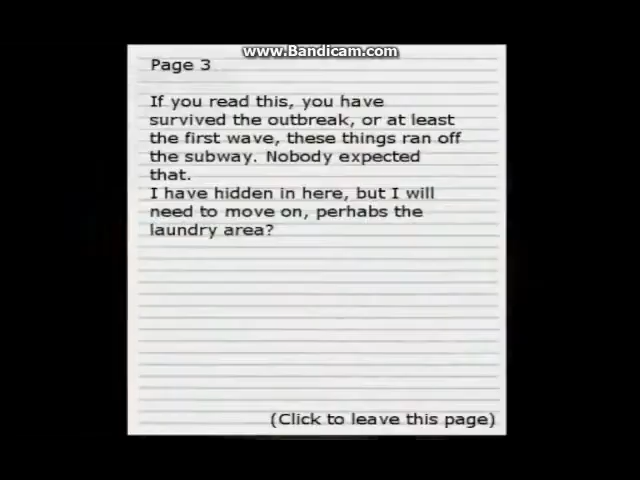 www.Bandicam.com
Page 3
If you read this, you have
survived the outbreak, or at least
the first wave, these things ran off
the subway. Nobody expected
that.
I have hidden in here, but I will
need to move on, perhabs the
laundry area?
(Click to leave this page)